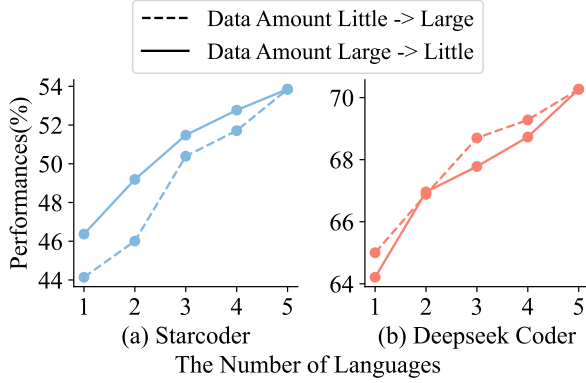 Data Amount Little -> Large
Data Amount Large -> Little
Performances(%)
54
52
50
48
46
44
1 2 3 4 5
(a) Starcoder
70
68
66
64
1 2 3 4 5
(b) Deepseek Coder
The Number of Languages